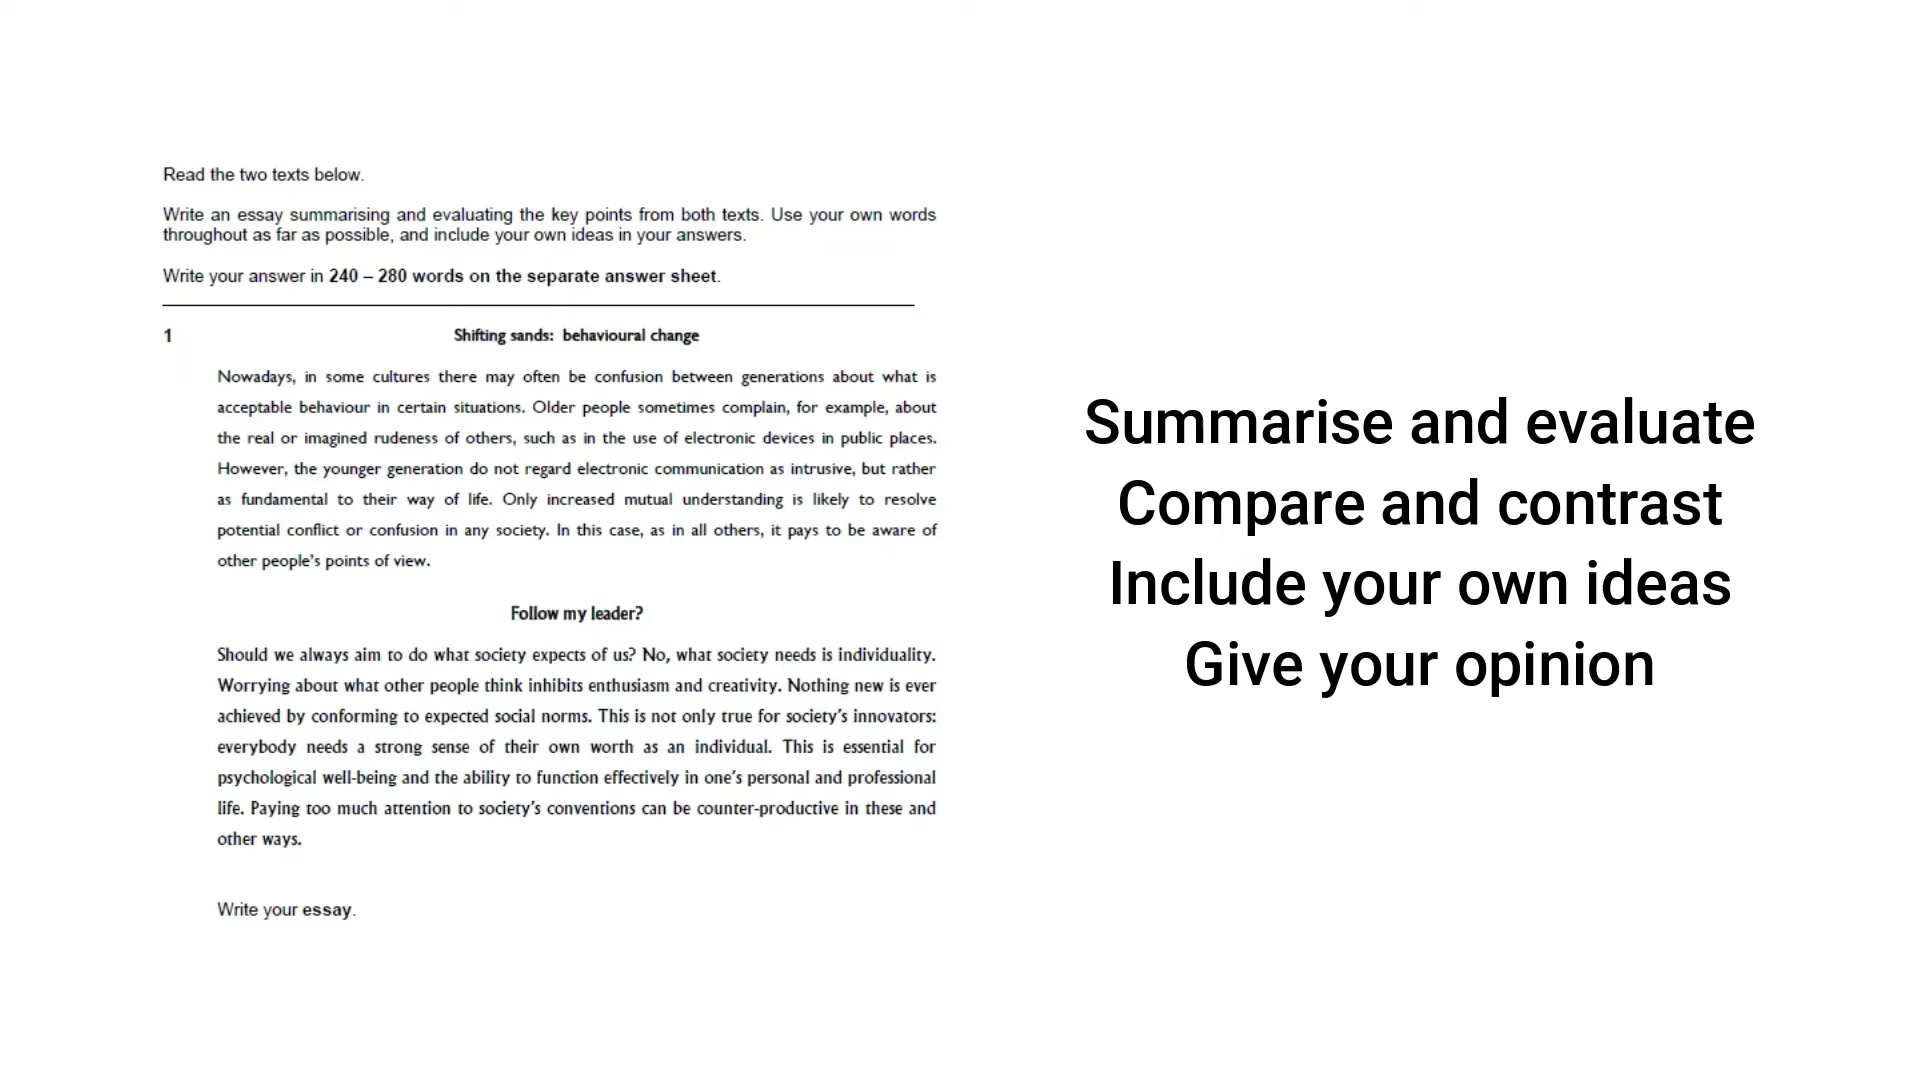 Read the two texts below.
Write an essay summarising and evaluating the key points from both texts. Use your own words
throughout as far as possible, and include your own ideas in your answers.
Write your answer in 240 – 280 words on the separate answer sheet.
1 Shifting sands: behavioural change
Nowadays, in some cultures there may often be confusion between generations about what is
acceptable behaviour in certain situations. Older people sometimes complain, for example, about
the real or imagined rudeness of others, such as in the use of electronic devices in public places.
However, the younger generation do not regard electronic communication as intrusive, but rather
as fundamental to their way of life. Only increased mutual understanding is likely to resolve
potential conflict or confusion in any society. In this case, as in all others, it pays to be aware of
other people's points of view.
Follow my leader?
Should we always aim to do what society expects of us? No, what society needs is individuality.
Worrying about what other people think inhibits enthusiasm and creativity. Nothing new is ever
achieved by conforming to expected social norms. This is not only true for society's innovators:
everybody needs a strong sense of their own worth as an individual. This is essential for
psychological well-being and the ability to function effectively in one's personal and professional
life. Paying too much attention to society's conventions can be counter-productive in these and
other ways.
Write your essay.
Summarise and evaluate
Compare and contrast
Include your own ideas
Give your opinion